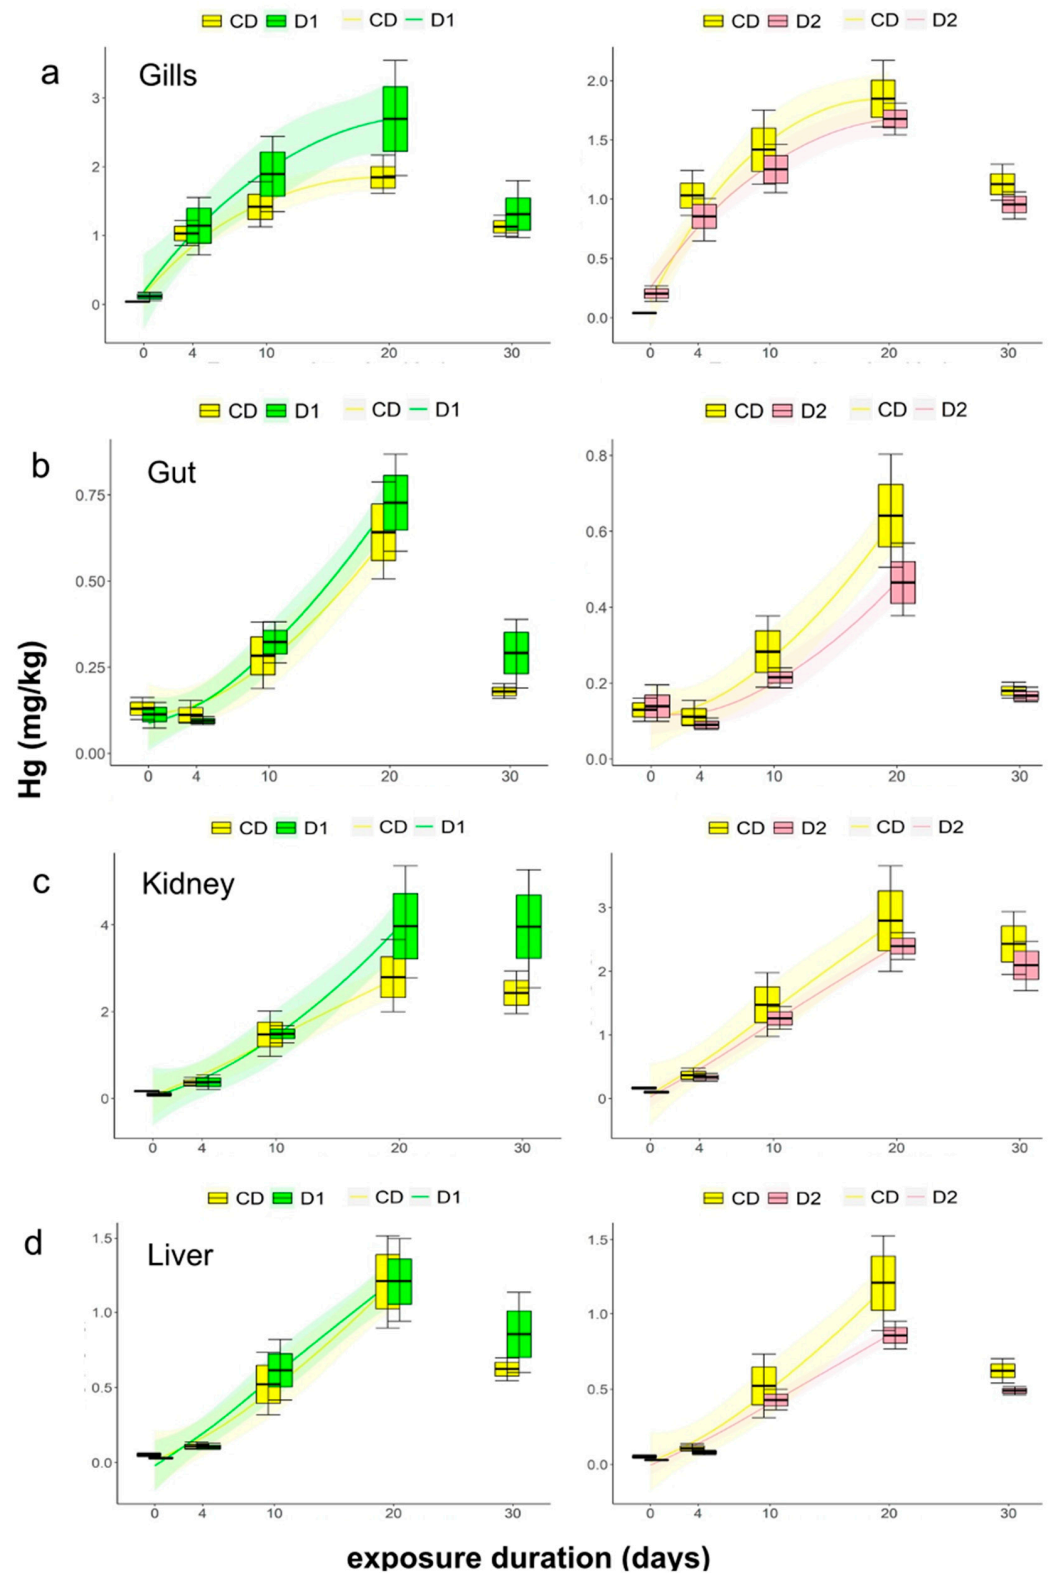 CD D1 CD D1
CD D2 CD D2
a
Gills
3
2
1
0
0 4 10 20 30
2.0
1.5
1.0
0.5
0.0
0 4 10 20 30
CD D1 CD D1
CD D2 CD D2
b
Gut
0.75
0.50
0.25
0.00
0 4 10 20 30
0.8
0.6
0.4
0.2
0.0
0 4 10 20 30
Hg (mg/kg)
CD D1 CD D1
CD D2 CD D2
c
Kidney
4
2
0
0 4 10 20 30
3
2
1
0
0 4 10 20 30
CD D1 CD D1
CD D2 CD D2
d
Liver
1.5
1.0
0.5
0.0
0 4 10 20 30
1.5
1.0
0.5
0.0
0 4 10 20 30
exposure duration (days)